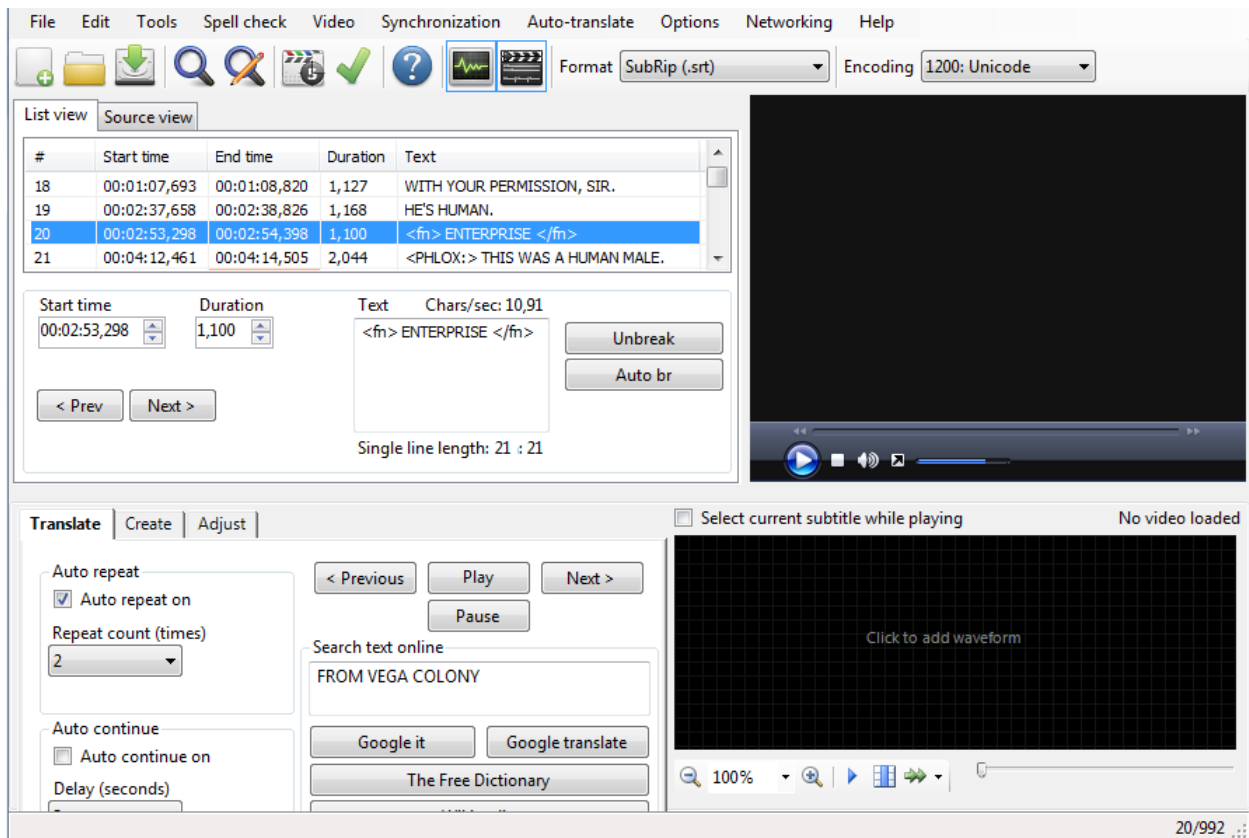 File Edit Tools Spell check Video Synchronization Auto-translate Options Networking Help
Format SubRip (.srt) Encoding 1200: Unicode
List view Source view
# Start time End time Duration Text
18 00:01:07,693 00:01:08,820 1,127 WITH YOUR PERMISSION, SIR.
19 00:02:37,658 00:02:38,826 1,168 HE'S HUMAN.
20 00:02:53,298 00:02:54,398 1,100 <fn> ENTERPRISE </fn>
21 00:04:12,461 00:04:14,505 2,044 <PHLOX:> THIS WAS A HUMAN MALE.
Start time Duration Text Chars/sec: 10,91
00:02:53,298 1,100 <fn> ENTERPRISE </fn>
Unbreak
Auto br
< Prev Next >
Single line length: 21 : 21
Translate Create Adjust
Select current subtitle while playing No video loaded
Auto repeat
Auto repeat on
Repeat count (times)
2
< Previous Play Next >
Pause
Search text online
FROM VEGA COLONY
Click to add waveform
Auto continue
Auto continue on
Delay (seconds)
Google it Google translate
The Free Dictionary
100%
20/992